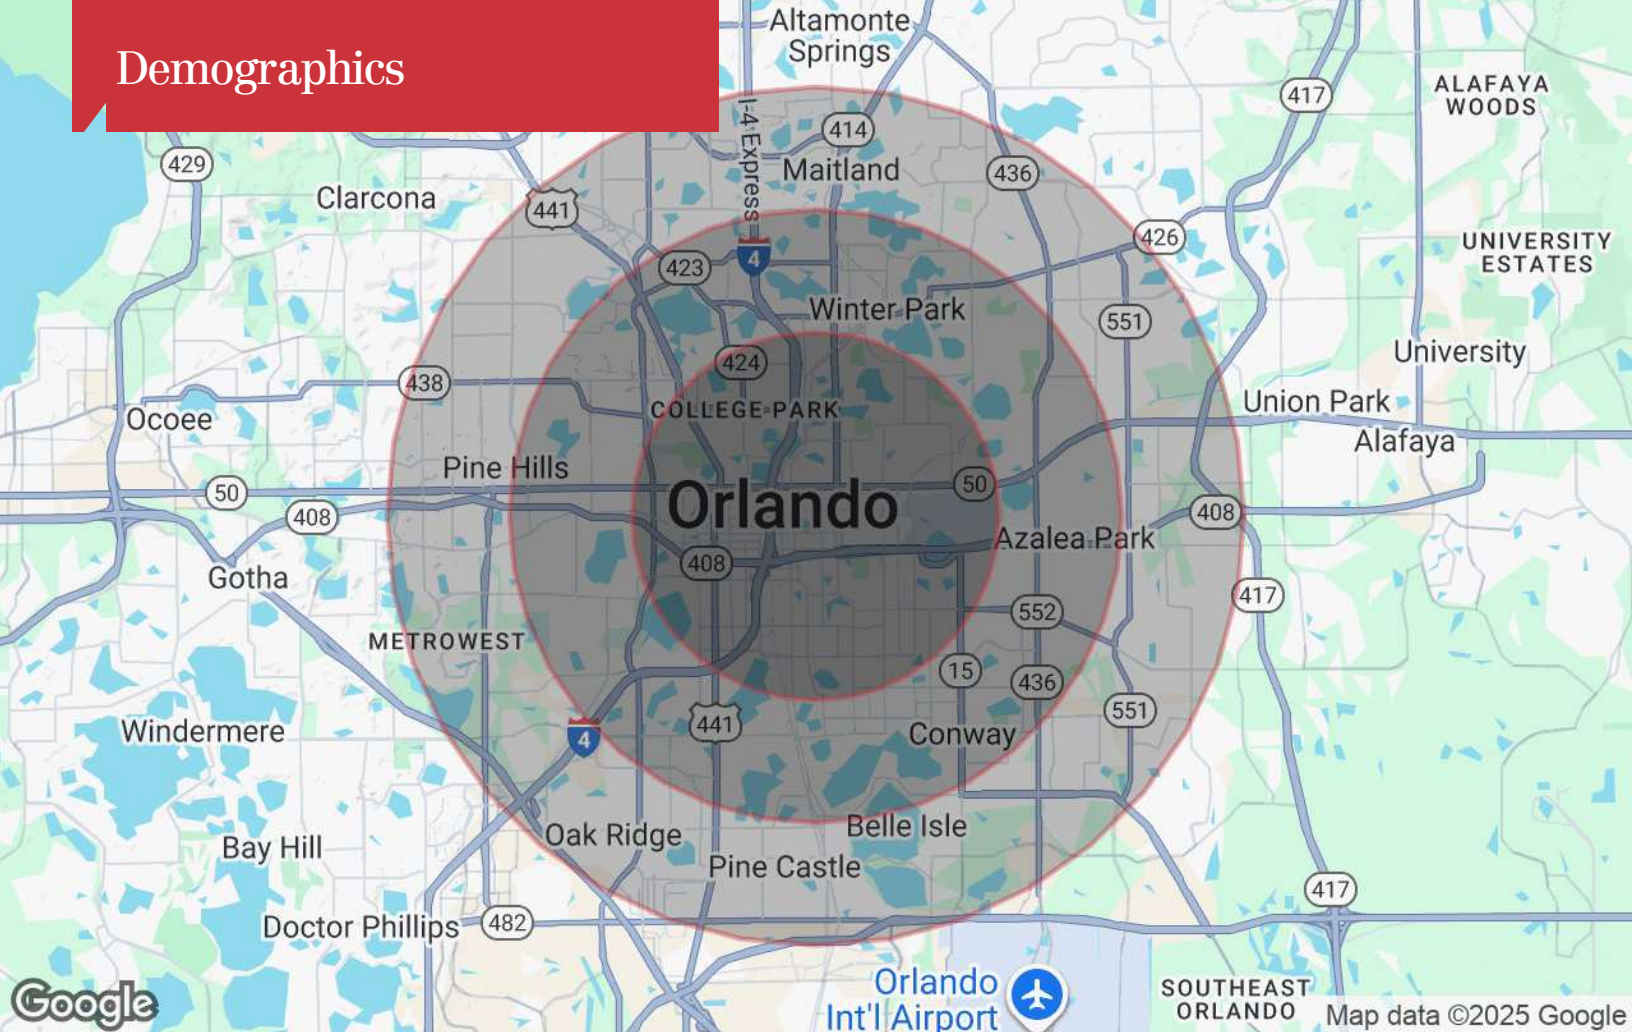 Demographics
Altamonte
Springs
ALAFAYA
WOODS
417
I-4 Express
414
Maitland
429
436
Clarcona
441
426
UNIVERSITY
ESTATES
423
4
Winter Park
551
424
University
438
COLLEGE PARK
Union Park
Ocoee
Alafaya
Pine Hills
50
50
Orlando
408
408
Azalea Park
408
Gotha
417
552
METROWEST
15
436
551
441
Windermere
4
Conway
Belle Isle
Oak Ridge
Bay Hill
Pine Castle
417
Doctor Phillips
482
Orlando
Int'l Airport
SOUTHEAST
ORLANDO
Google
Map data ©2025 Google